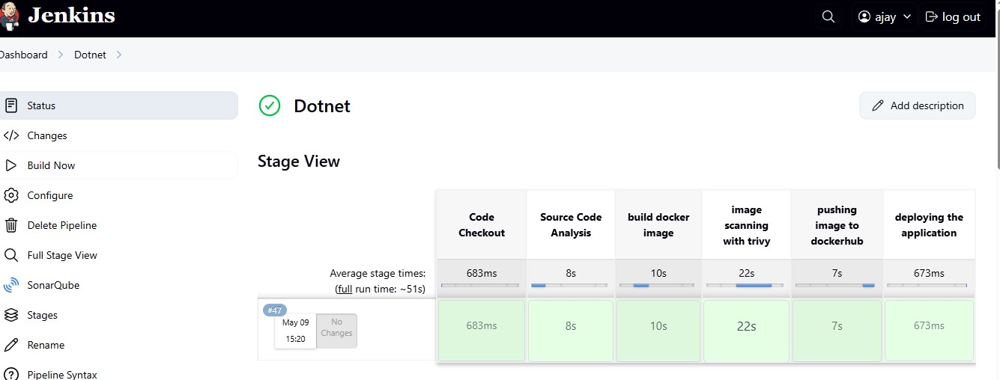 Jenkins
ajay
log out
Dashboard
Dotnet
Status
Changes
Build Now
Configure
Delete Pipeline
Full Stage View
SonarQube
Stages
Rename
Pipeline Syntax
Dotnet
Add description
Stage View
Code
Checkout
Source Code
Analysis
build docker
image
image
scanning
with trivy
pushing
image to
dockerhub
deploying the
application
Average stage times:
(full run time: ~51s)
683ms
8s
10s
22s
7s
673ms
#47
May 09
15:20
No
Changes
683ms
8s
10s
22s
7s
673ms